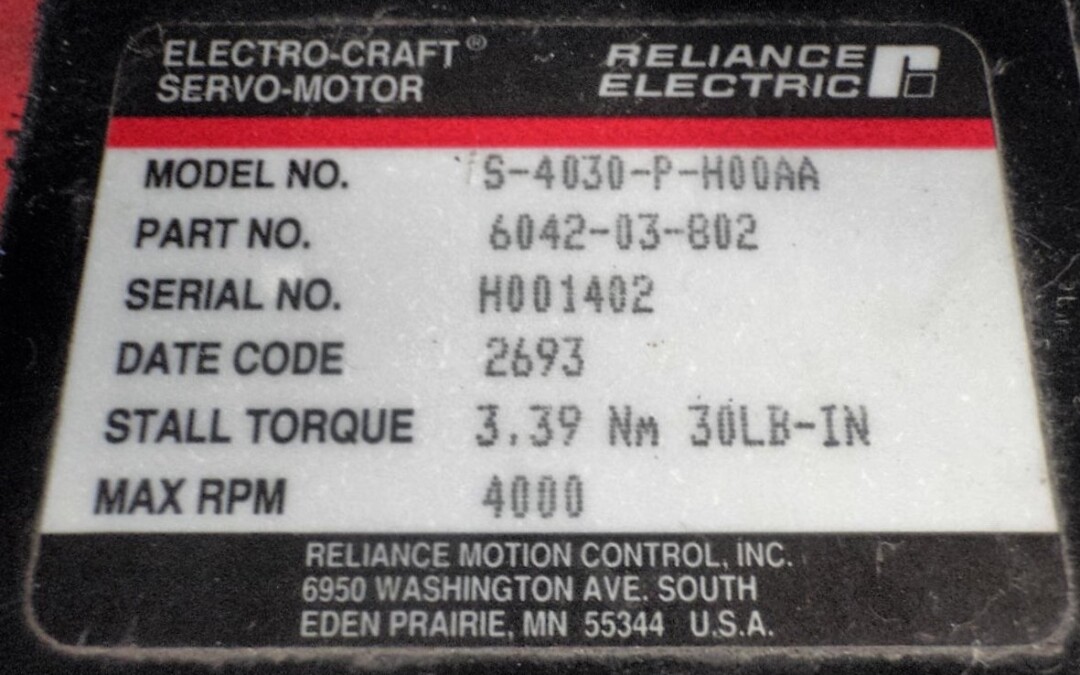 ELECTRO-CRAFT®
SERVO-MOTOR
RELIANCE
ELECTRIC
MODEL NO. S-4030-P-H00AA
PART NO. 6042-03-802
SERIAL NO. H001402
DATE CODE 2693
STALL TORQUE 3.39 Nm 30LB-IN
MAX RPM 4000
RELIANCE MOTION CONTROL, INC.
6950 WASHINGTON AVE. SOUTH
EDEN PRAIRIE, MN 55344 U.S.A.